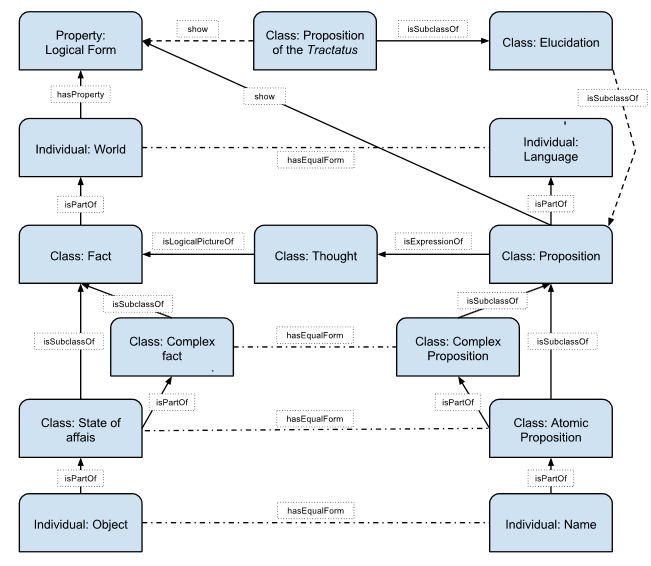 Property:
Logical Form
show
Class: Proposition
of the Tractatus
isSubclassOf
Class: Elucidation
hasProperty
show
isSubclassOf
Individual: World
hasEqualForm
Individual:
Language
isPartOf
isPartOf
Class: Fact
isLogicalPictureOf
Class: Thought
isExpressionOf
Class: Proposition
isSubclassOf
isSubclassOf
isSubclassOf
Class: Complex
fact
hasEqualForm
Class: Complex
Proposition
isSubclassOf
isPartOf
isPartOf
Class: State of
affais
hasEqualForm
Class: Atomic
Proposition
isPartOf
isPartOf
Individual: Object
hasEqualForm
Individual: Name